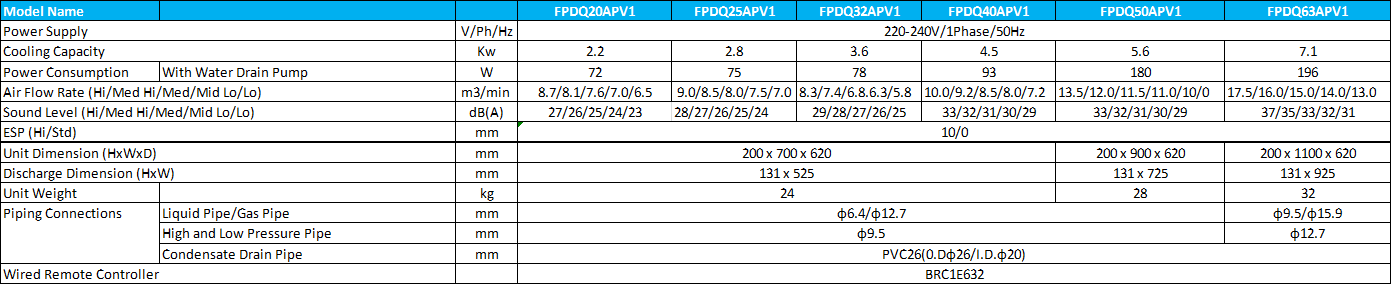 Model Name FPDQ20APV1 FPDQ25APV1 FPDQ32APV1 FPDQ40APV1 FPDQ50APV1 FPDQ63APV1
Power Supply V/Ph/Hz 220-240V/1Phase/50Hz
Cooling Capacity Kw 2.2 2.8 3.6 4.5 5.6 7.1
Power Consumption With Water Drain Pump W 72 75 78 93 180 196
Air Flow Rate (Hi/Med Hi/Med/Mid Lo/Lo) m3/min 8.7/8.1/7.6/7.0/6.5 9.0/8.5/8.0/7.5/7.0 8.3/7.4/6.8.6.3/5.8 10.0/9.2/8.5/8.0/7.2 13.5/12.0/11.5/11.0/10/0 17.5/16.0/15.0/14.0/13.0
Sound Level (Hi/Med Hi/Med/Mid Lo/Lo) dB(A) 27/26/25/24/23 28/27/26/25/24 29/28/27/26/25 33/32/31/30/29 33/32/31/30/29 37/35/33/32/31
ESP (Hi/Std) mm 10/0
Unit Dimension (HxWxD) mm 200 x 700 x 620 200 x 900 x 620 200 x 1100 x 620
Discharge Dimension (HxW) mm 131 x 525 131 x 725 131 x 925
Unit Weight kg 24 28 32
Piping Connections Liquid Pipe/Gas Pipe mm ф6.4/ф12.7 ф9.5/ф15.9
High and Low Pressure Pipe mm ф9.5 ф12.7
Condensate Drain Pipe mm PVC26(0.Dф26/I.D.ф20)
Wired Remote Controller BRC1E632